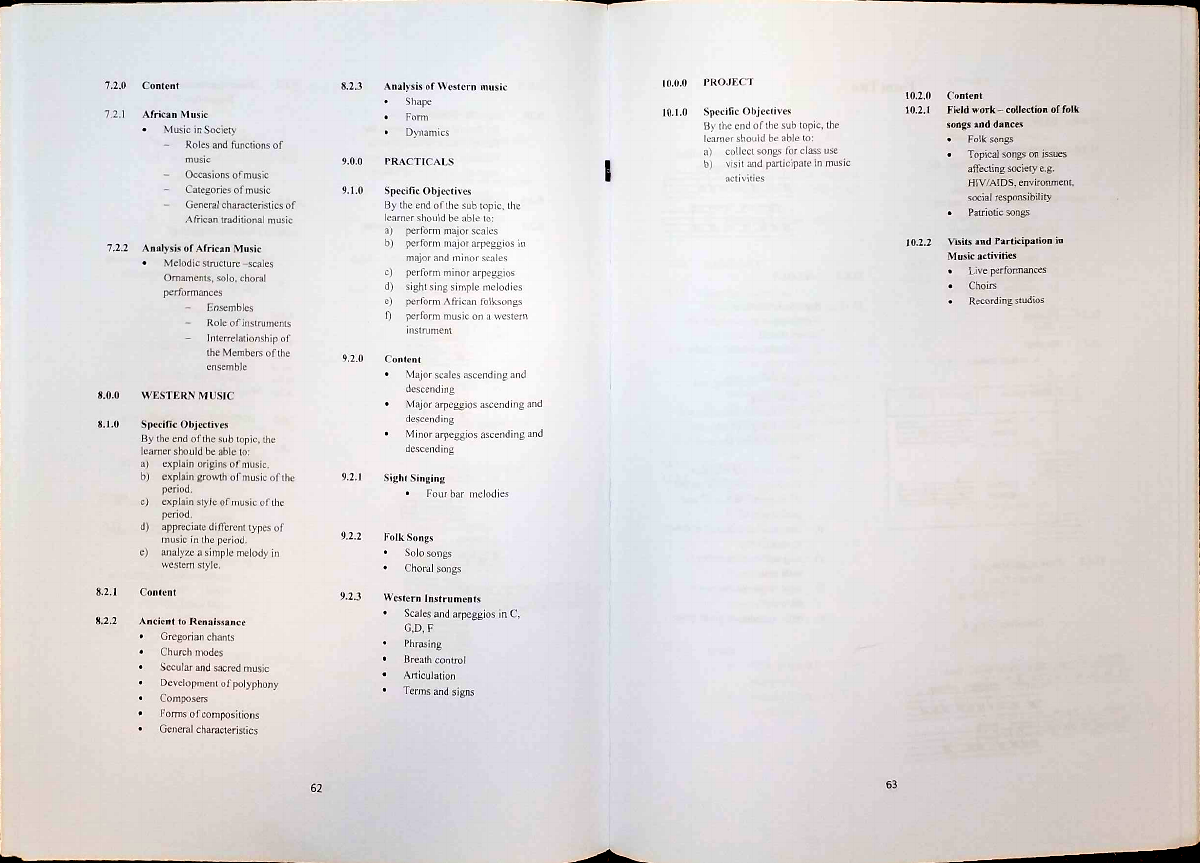 7.2.0 Content
7.2.1 African Music
• Music in Society
– Roles and functions of
music
– Occasions of music
– Categories of music
– General characteristics of
African traditional music
7.2.2 Analysis of African Music
• Melodic structure –scales
Ornaments, solo, choral
performances
– Ensembles
– Role of instruments
– Interrelationship of
the Members of the
ensemble
8.0.0 WESTERN MUSIC
8.1.0 Specific Objectives
By the end of the sub topic, the
learner should be able to:
a) explain origins of music.
b) explain growth of music of the
period.
c) explain style of music of the
period.
d) appreciate different types of
music in the period.
e) analyze a simple melody in
western style.
8.2.1 Content
8.2.2 Ancient to Renaissance
• Gregorian chants
• Church modes
• Secular and sacred music
• Development of polyphony
• Composers
• Forms of compositions
• General characteristics
8.2.3 Analysis of Western music
• Shape
• Form
• Dynamics
9.0.0 PRACTICALS
9.1.0 Specific Objectives
By the end of the sub topic, the
learner should be able to:
a) perform major scales
b) perform major arpeggios in
major and minor scales
c) perform minor arpeggios
d) sight sing simple melodies
e) perform African folksongs
f) perform music on a western
instrument
9.2.0 Content
• Major scales ascending and
descending
• Major arpeggios ascending and
descending
• Minor arpeggios ascending and
descending
9.2.1 Sight Singing
• Four bar melodies
9.2.2 Folk Songs
• Solo songs
• Choral songs
9.2.3 Western Instruments
• Scales and arpeggios in C,
G,D, F
• Phrasing
• Breath control
• Articulation
• Terms and signs
62
10.0.0 PROJECT
10.1.0 Specific Objectives
By the end of the sub topic, the
learner should be able to:
a) collect songs for class use
b) visit and participate in music
activities
10.2.0 Content
10.2.1 Field work – collection of folk
songs and dances
• Folk songs
• Topical songs on issues
affecting society e.g.
HIV/AIDS, environment,
social responsibility
• Patriotic songs
10.2.2 Visits and Participation in
Music activities
• Live performances
• Choirs
• Recording studios
63